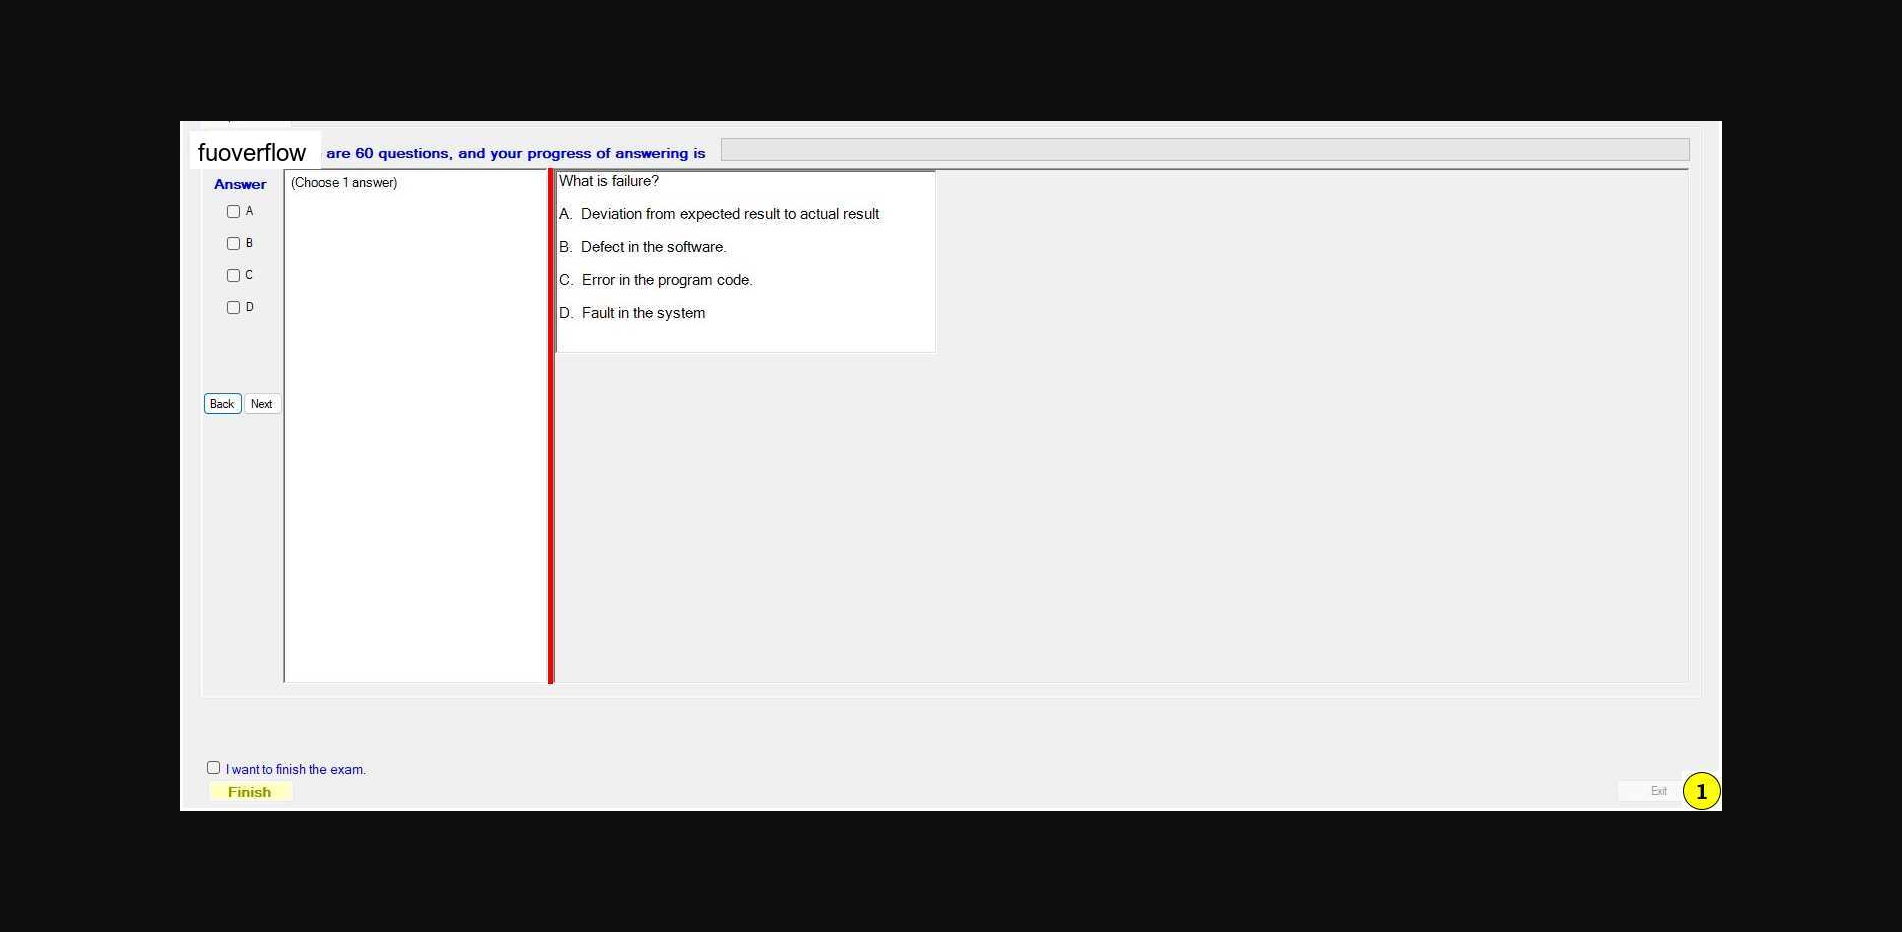 fuoverflow are 60 questions, and your progress of answering is
Answer
(Choose 1 answer)
A
B
C
D
Back Next
What is failure?
A. Deviation from expected result to actual result
B. Defect in the software.
C. Error in the program code.
D. Fault in the system
I want to finish the exam.
Finish
Exit
1